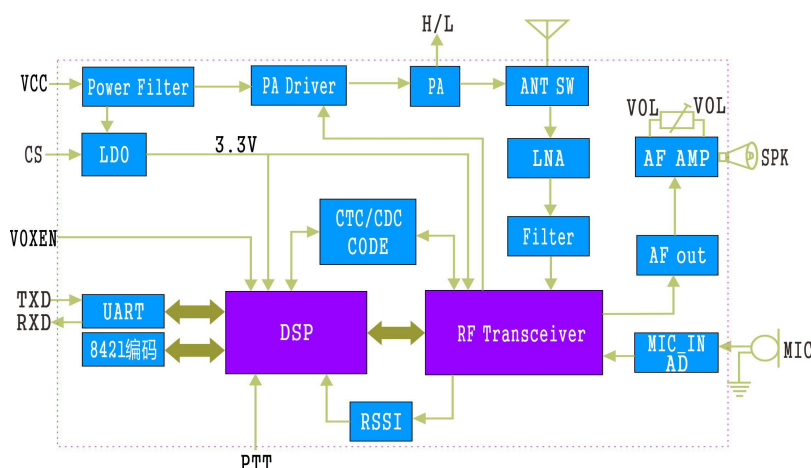 H/L
VCC
Power Filter
PA Driver
PA
ANT SW
VOL
VOL
CS
LDO
3.3V
LNA
AF AMP
SPK
CTC/CDC
CODE
Filter
VOXEN
AF out
TXD
RXD
UART
DSP
RF Transceiver
8421编码
MIC_IN
AD
MIC
RSSI
PTT